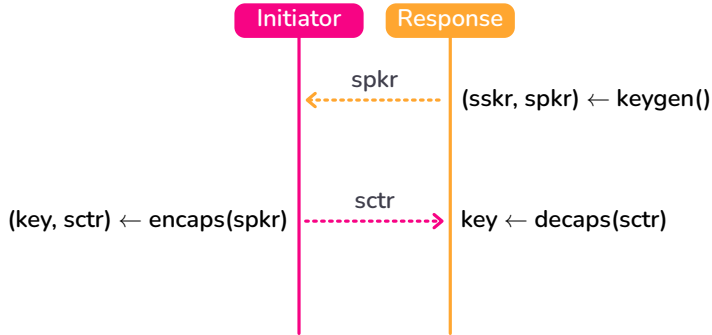 Initiator
Response
spkr
(sskr, spkr) ← keygen()
sctr
(key, sctr) ← encaps(spkr)
key ← decaps(sctr)